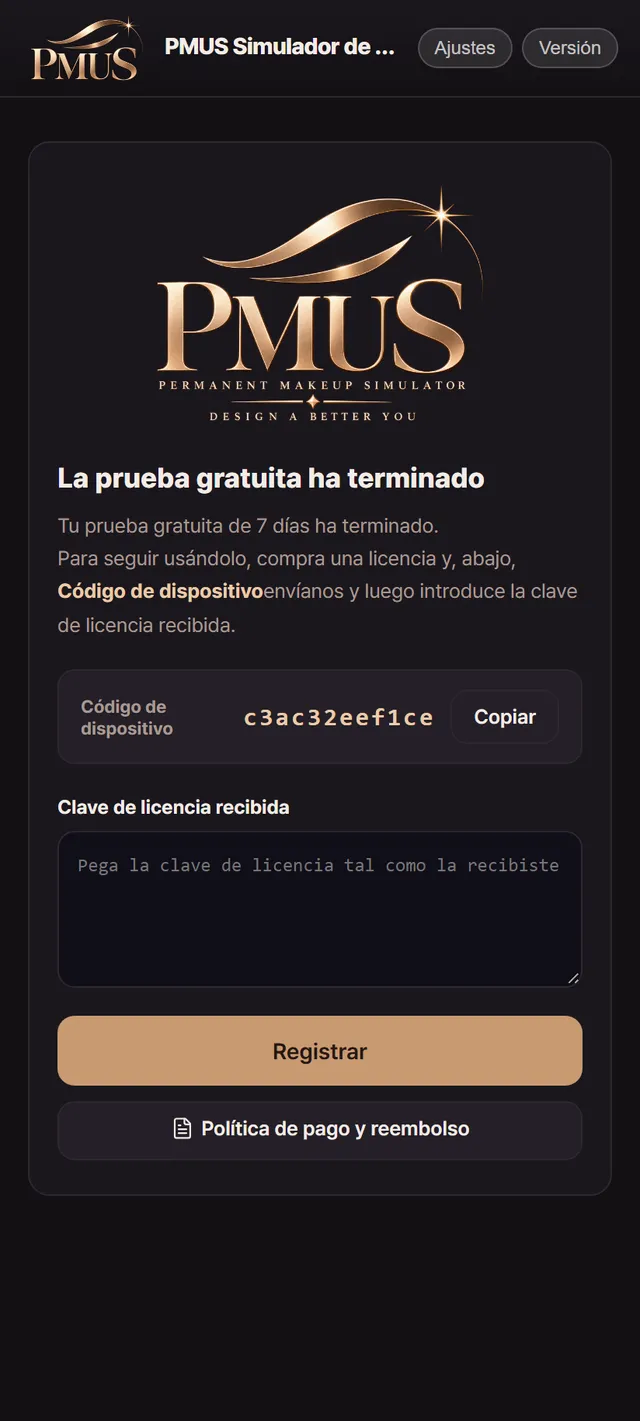 PMUS
PMUS Simulador de ...
Ajustes
Versión
PMUS
PERMANENT MAKEUP SIMULATOR
DESIGN A BETTER YOU
La prueba gratuita ha terminado
Tu prueba gratuita de 7 días ha terminado.
Para seguir usándolo, compra una licencia y, abajo,
Código de dispositivoenvíanos y luego introduce la clave
de licencia recibida.
Código de
dispositivo
c3ac32eef1ce
Copiar
Clave de licencia recibida
Pega la clave de licencia tal como la recibiste
Registrar
Política de pago y reembolso